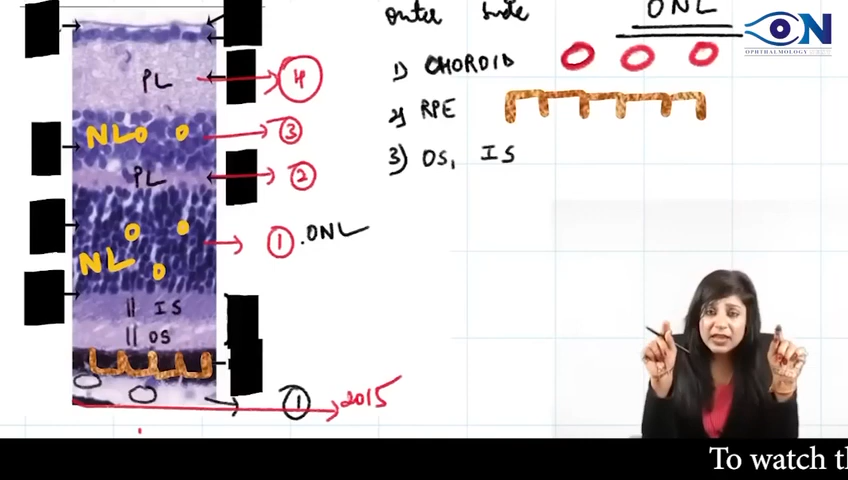 outer side
ONL
ON
OPHTHALMOLOGY
1) CHOROID
2) RPE
3) OS, IS
PL
4
NL
3
PL
2
1 .ONL
NL
IS
OS
1
2015
To watch th